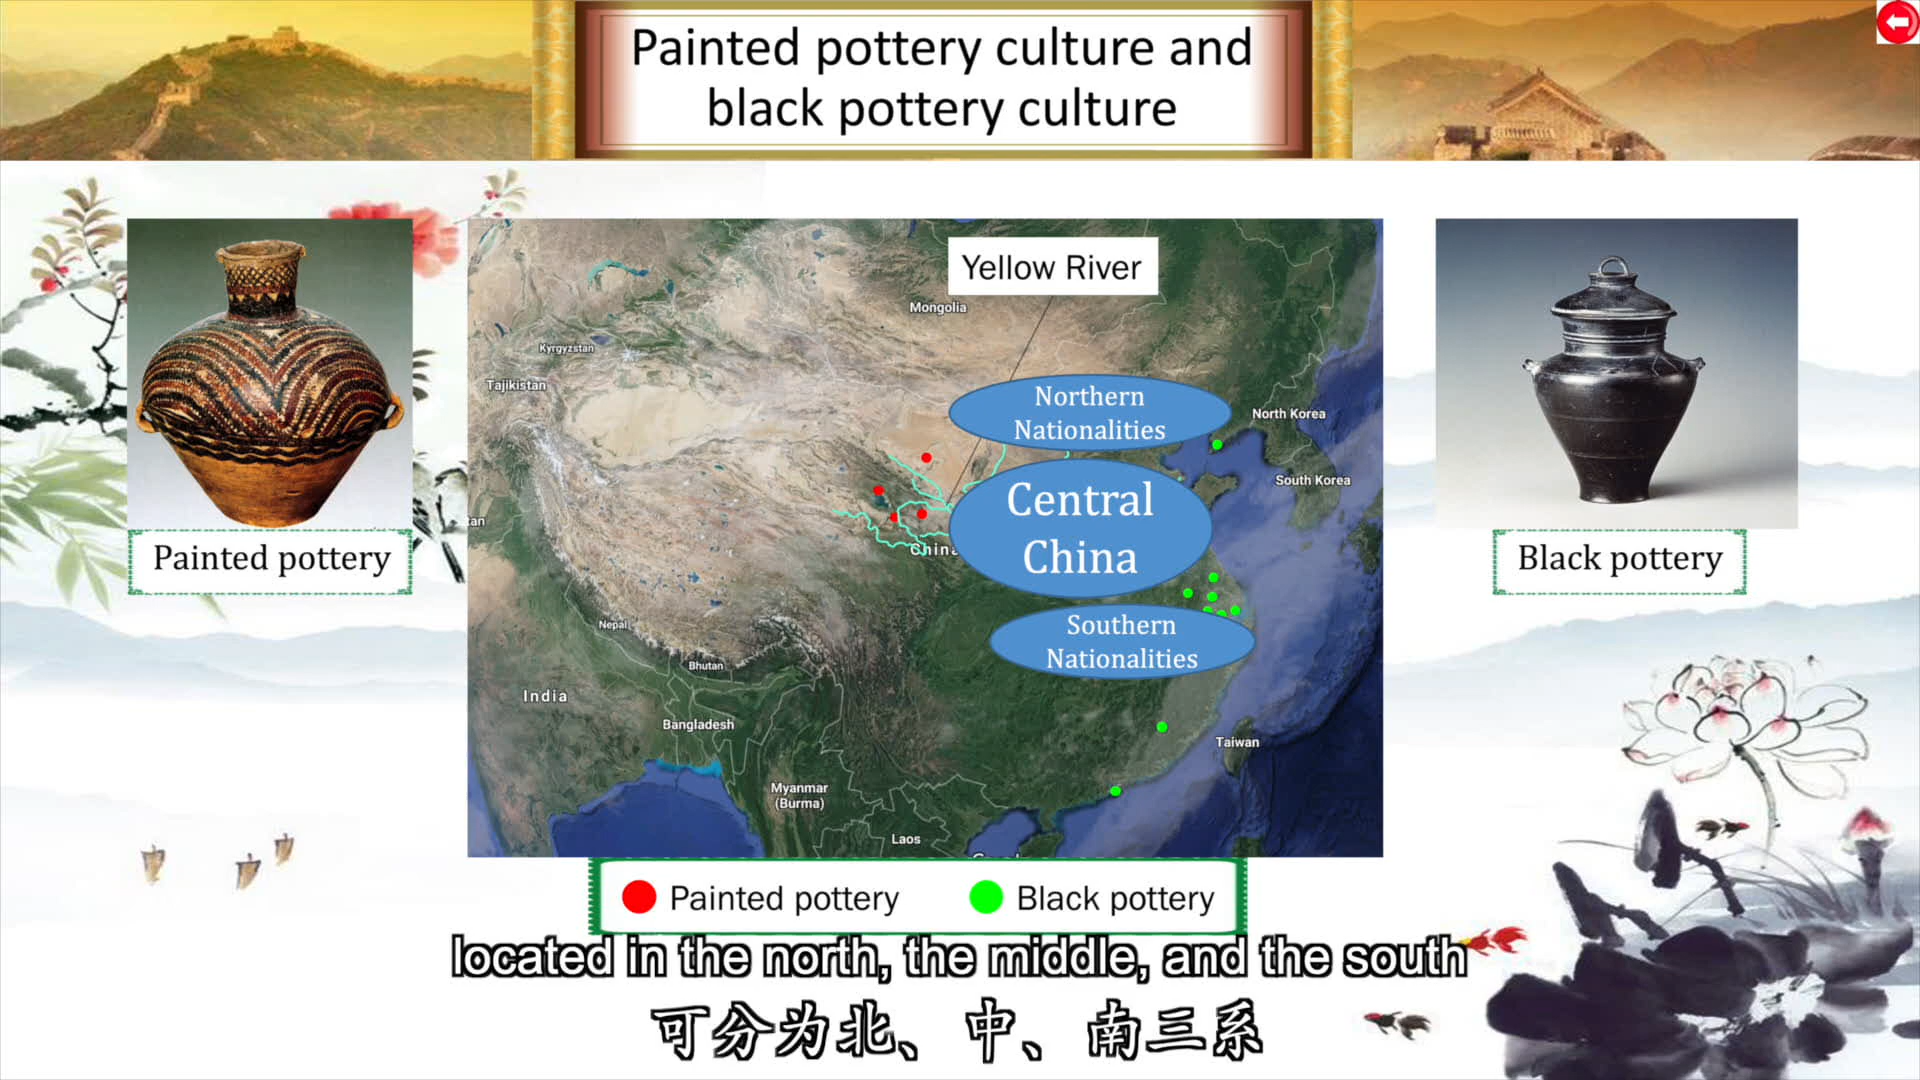 Painted pottery culture and
black pottery culture
Yellow River
Mongolia
Kyrgyzstan
Tajikistan
Northern
Nationalities
North Korea
South Korea
Central
China
tan
China
Painted pottery
Black pottery
Southern
Nationalities
Nepal
Bhutan
India
Bangladesh
Taiwan
Myanmar
(Burma)
Laos
Painted pottery
Black pottery
located in the north, the middle, and the south
可分为北、中、南三系